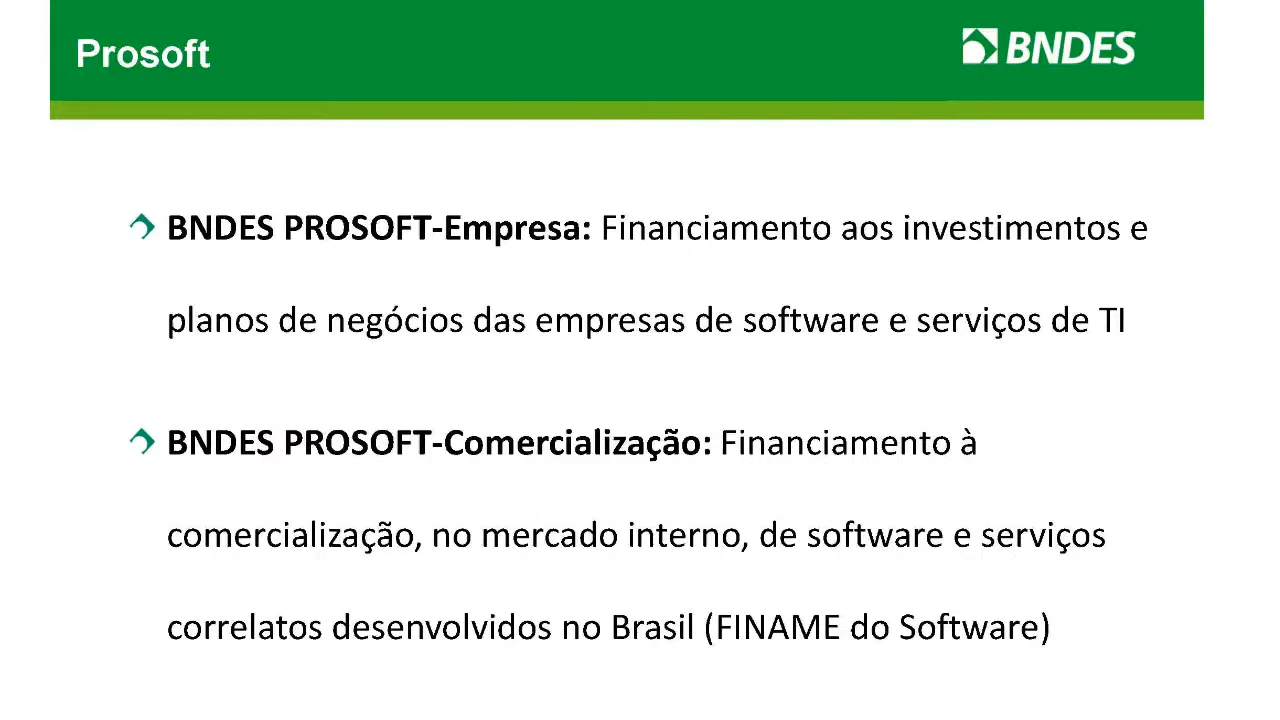 Prosoft
BNDES
BNDES PROSOFT-Empresa: Financiamento aos investimentos e
planos de negócios das empresas de software e serviços de TI
BNDES PROSOFT-Comercialização: Financiamento à
comercialização, no mercado interno, de software e serviços
correlatos desenvolvidos no Brasil (FINAME do Software)